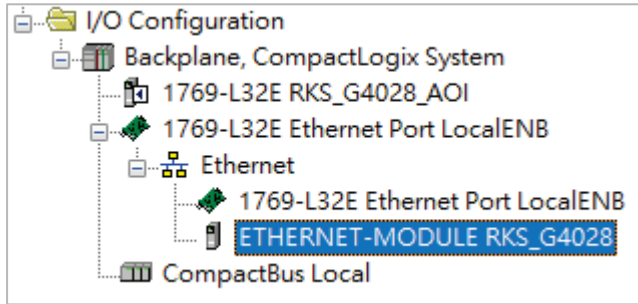 I/O Configuration
Backplane, CompactLogix System
1769-L32E RKS_G4028_AOI
1769-L32E Ethernet Port LocalENB
Ethernet
1769-L32E Ethernet Port LocalENB
ETHERNET-MODULE RKS_G4028
CompactBus Local